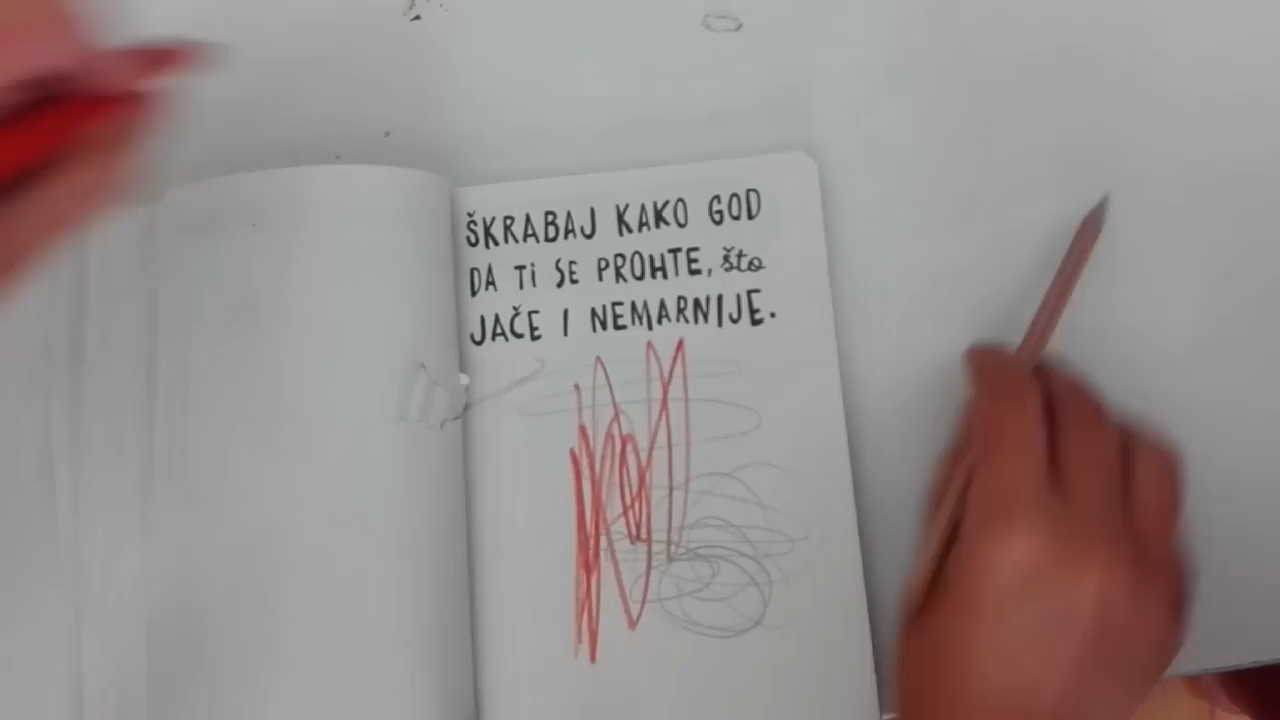 ŠKRABAJ KAKO GOD
DA Ti SE PROHTE, što
JAČE I NEMARNIJE.